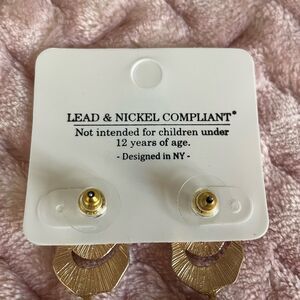 LEAD & NICKEL COMPLIANT*
Not intended for children under
12 years of age.
- Designed in NY -